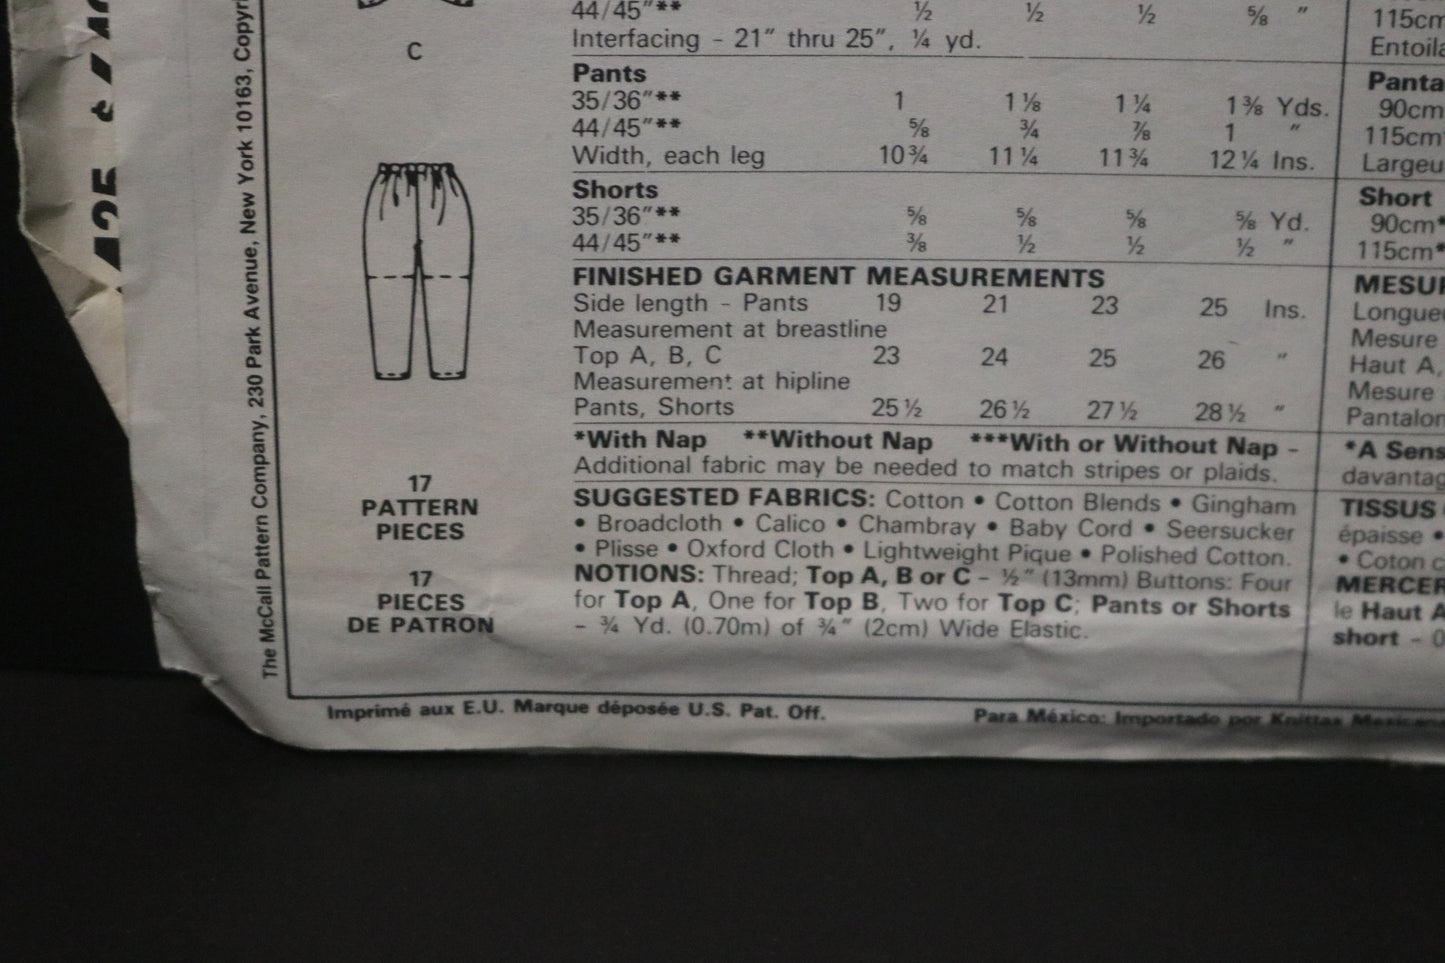 44/45"** ½ ½ ½ ⅝ "
Interfacing - 21" thru 25", ¼ yd.
Pants
35/36"** 1 1⅛ 1¼ 1⅜ Yds.
44/45"** ⅝ ¾ ⅞ 1 "
Width, each leg 10¾ 11¼ 11¾ 12¼ Ins.
Shorts
35/36"** ⅝ ⅝ ⅝ ⅝ Yd.
44/45"** ⅜ ½ ½ ½ "
FINISHED GARMENT MEASUREMENTS
Side length - Pants 19 21 23 25 Ins.
Measurement at breastline
Top A, B, C 23 24 25 26 "
Measurement at hipline
Pants, Shorts 25½ 26½ 27½ 28½ "
*With Nap **Without Nap ***With or Without Nap -
Additional fabric may be needed to match stripes or plaids.
SUGGESTED FABRICS: Cotton • Cotton Blends • Gingham
• Broadcloth • Calico • Chambray • Baby Cord • Seersucker
• Plisse • Oxford Cloth • Lightweight Pique • Polished Cotton.
NOTIONS: Thread; Top A, B or C - ½" (13mm) Buttons: Four
for Top A, One for Top B, Two for Top C; Pants or Shorts
- ¾ Yd. (0.70m) of ¾" (2cm) Wide Elastic.
C
17
PATTERN
PIECES
17
PIECES
DE PATRON
The McCall Pattern Company, 230 Park Avenue, New York 10163, Copyri
115cm
Entoila
Panta
90cm
115cm
Largeu
Short
90cm*
115cm*
MESUR
Longueu
Mesure
Haut A,
Mesure
Pantalon
*A Sens
davantag
TISSUS
épaisse •
• Coton c
MERCER
le Haut A
short - 0
Imprimé aux E.U. Marque déposée U.S. Pat. Off.
Para México: Importado por Knittax Mexicana
425